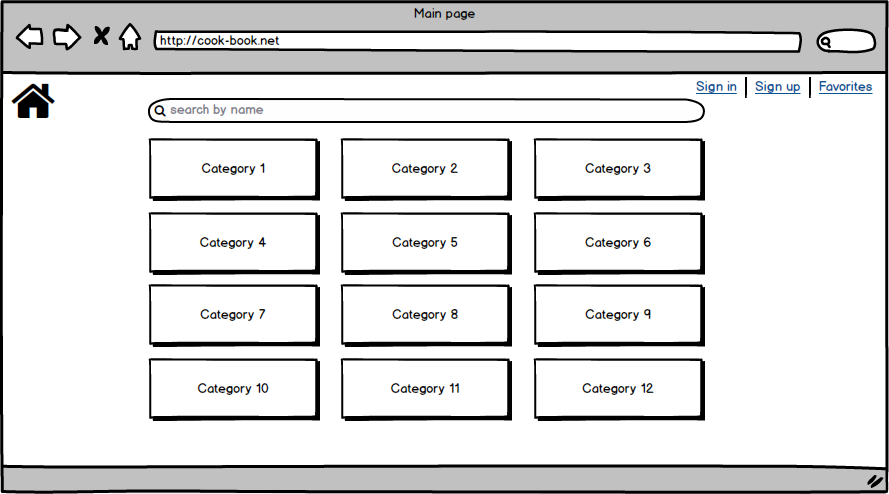 Main page
http://cook-book.net
Sign in Sign up Favorites
search by name
Category 1 Category 2 Category 3
Category 4 Category 5 Category 6
Category 7 Category 8 Category 9
Category 10 Category 11 Category 12